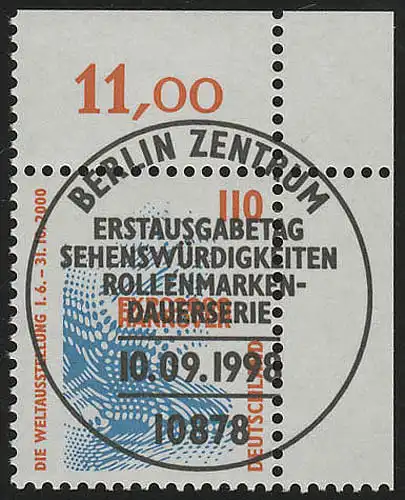 11,00
BERLIN ZENTRUM
110
ERSTAUSGABETAG
SEHENSWÜRDIGKEITEN
ROLLENMARKEN-
DAUERSERIE
HANNOVER
10.09.1998
10878
DIE WELTAUSSTELLUNG 1.6. – 31.10.2000
DEUTSCHLAND